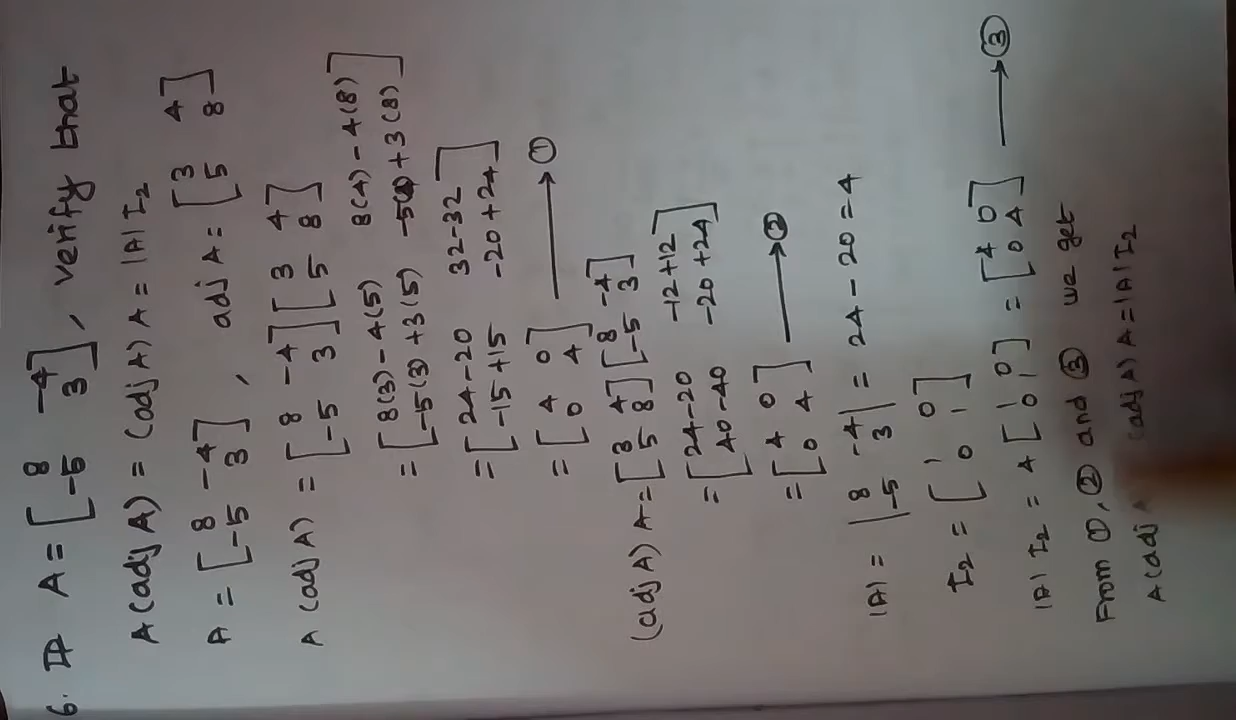 6. If A = [8 -4; -5 3], verify that
A(adj A) = (adj A) A = |A| I₂
A = [8 -4; -5 3], adj A = [3 4; 5 8]
A (adj A) = [8 -4; -5 3] [3 4; 5 8]
= [8(3) - 4(5) 8(4) - 4(8); -5(3) + 3(5) -5(4) + 3(8)]
= [24-20 32-32; -15+15 -20+24]
= [4 0; 0 4] → ①
(adj A) A = [3 4; 5 8] [8 -4; -5 3]
= [24-20 -12+12; 40-40 -20+24]
= [4 0; 0 4] → ②
|A| = |8 -4; -5 3| = 24 - 20 = 4
I₂ = [1 0; 0 1]
|A| I₂ = 4 [1 0; 0 1] = [4 0; 0 4] → ③
From ①, ② and ③ we get
A (adj A adj A) A = |A| I₂